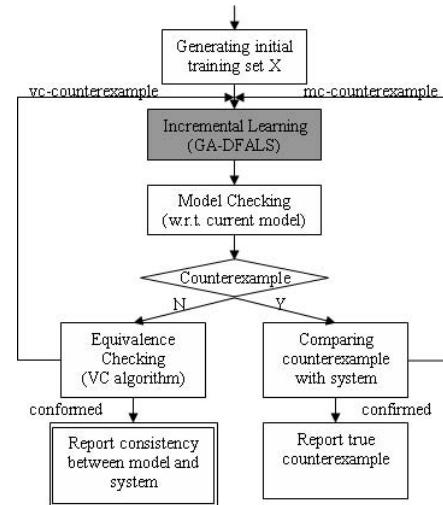 Generating initial
training set X
vc-counterexample
mc-counterexample
Incremental Learning
(GA-DFALS)
Model Checking
(w.r.t. current model)
Counterexample
N
Y
Equivalence
Checking
(VC algorithm)
Comparing
counterexample
with system
conformed
confirmed
Report consistency
between model and
system
Report true
counterexample